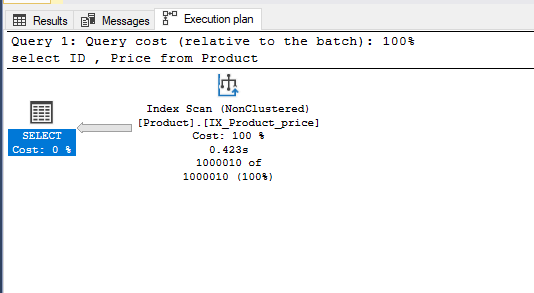 Results Messages Execution plan
Query 1: Query cost (relative to the batch): 100%
select ID , Price from Product
Index Scan (NonClustered)
[Product].[IX_Product_price]
Cost: 100 %
0.423s
1000010 of
1000010 (100%)
SELECT
Cost: 0 %